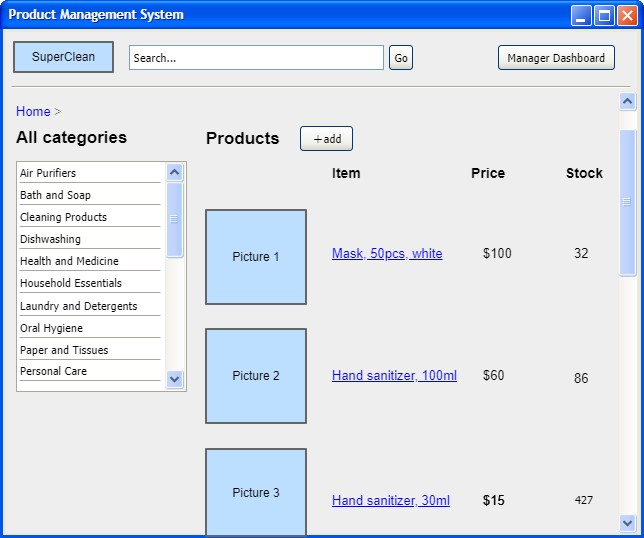 Product Management System
SuperClean
Search...
Go
Manager Dashboard
Home >
All categories
Products
+add
Air Purifiers
Bath and Soap
Cleaning Products
Dishwashing
Health and Medicine
Household Essentials
Laundry and Detergents
Oral Hygiene
Paper and Tissues
Personal Care
Item Price Stock
Picture 1
Mask, 50pcs, white $100 32
Picture 2
Hand sanitizer, 100ml $60 86
Picture 3
Hand sanitizer, 30ml $15 427